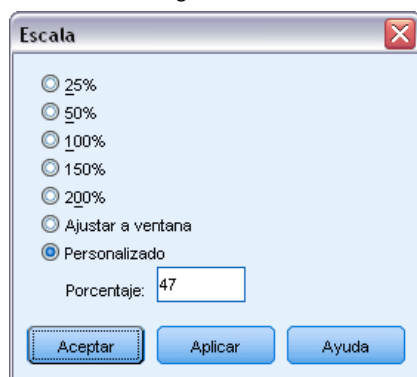 Escala
25%
50%
100%
150%
200%
Ajustar a ventana
Personalizado
Porcentaje: 47
Aceptar Aplicar Ayuda